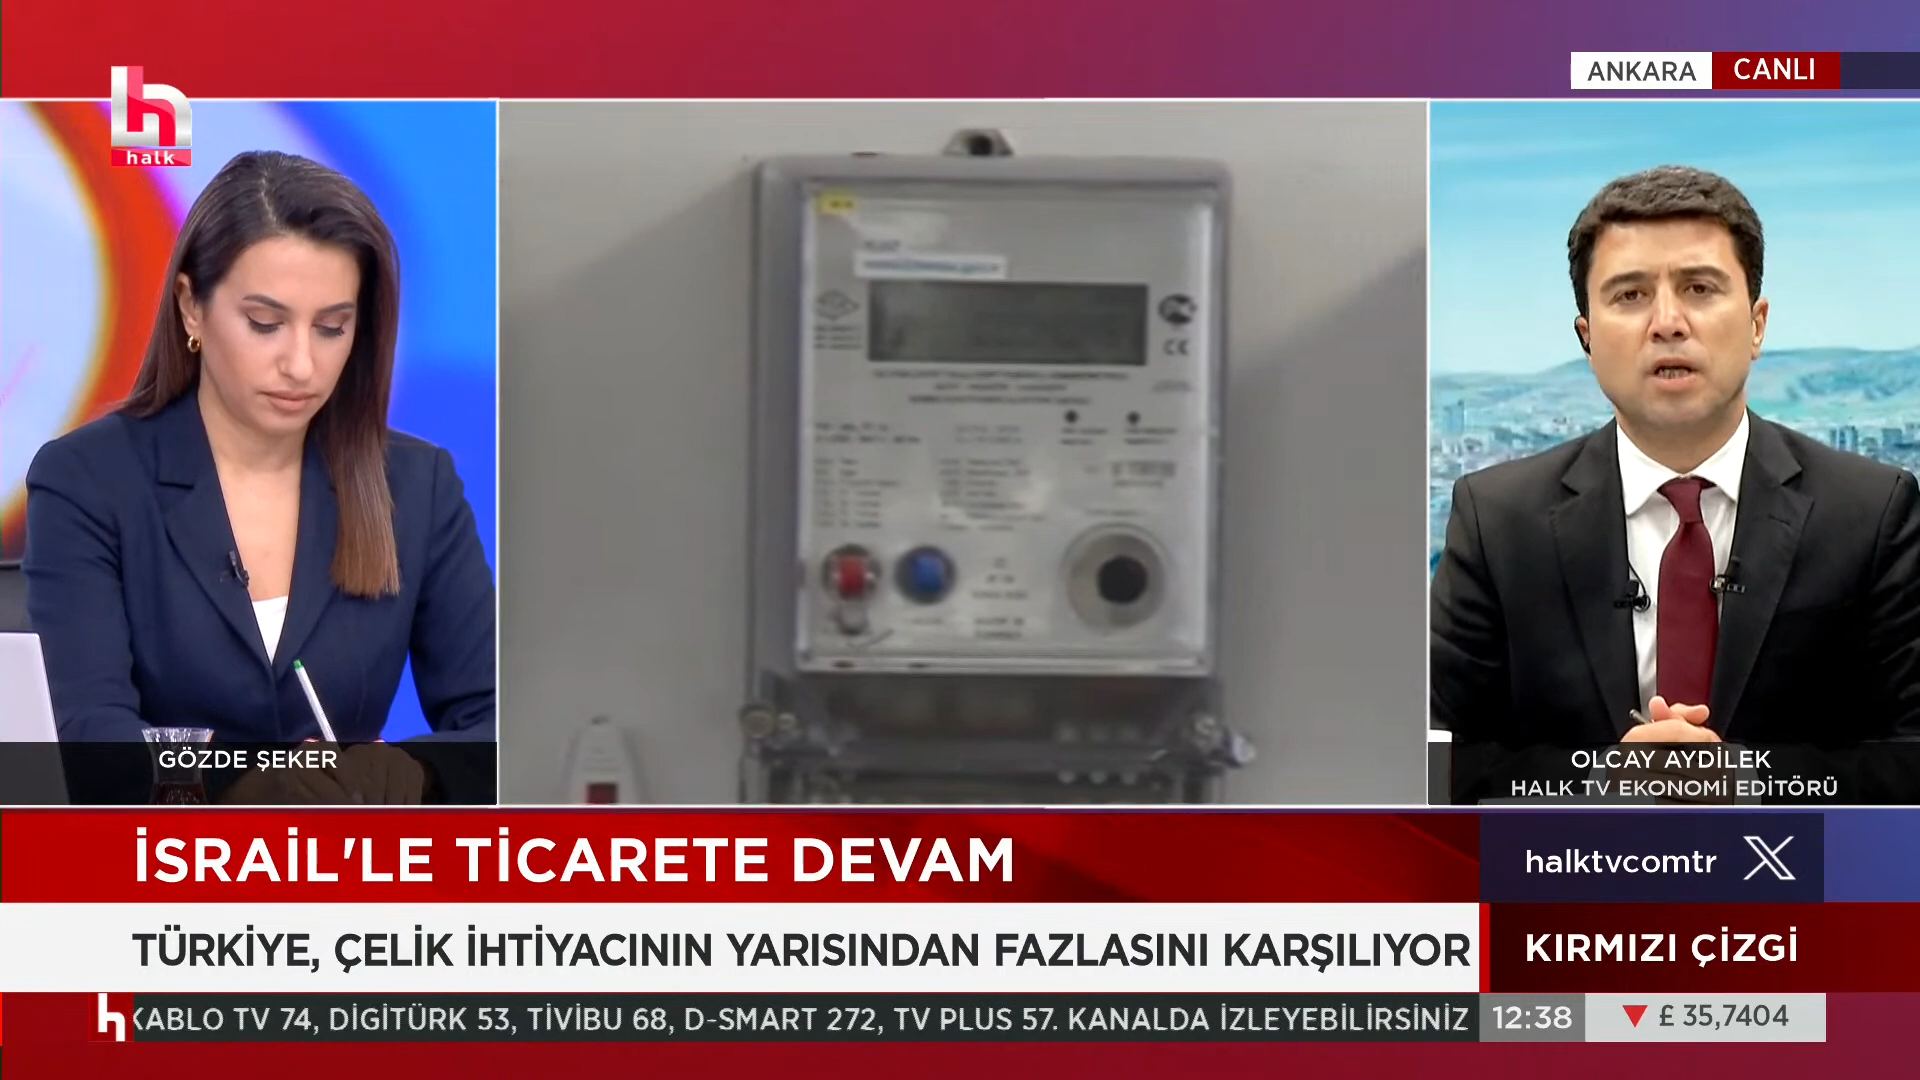 ANKARA CANLI
halk
CE
GÖZDE ŞEKER
OLCAY AYDİLEK
HALK TV EKONOMİ EDİTÖRÜ
İSRAİL'LE TİCARETE DEVAM
halktvcomtr X
TÜRKİYE, ÇELİK İHTİYACININ YARISINDAN FAZLASINI KARŞILIYOR
KIRMIZI ÇİZGİ
KABLO TV 74, DİGİTÜRK 53, TİVİBU 68, D-SMART 272, TV PLUS 57. KANALDA İZLEYEBİLİRSİNİZ
12:38
£ 35,7404